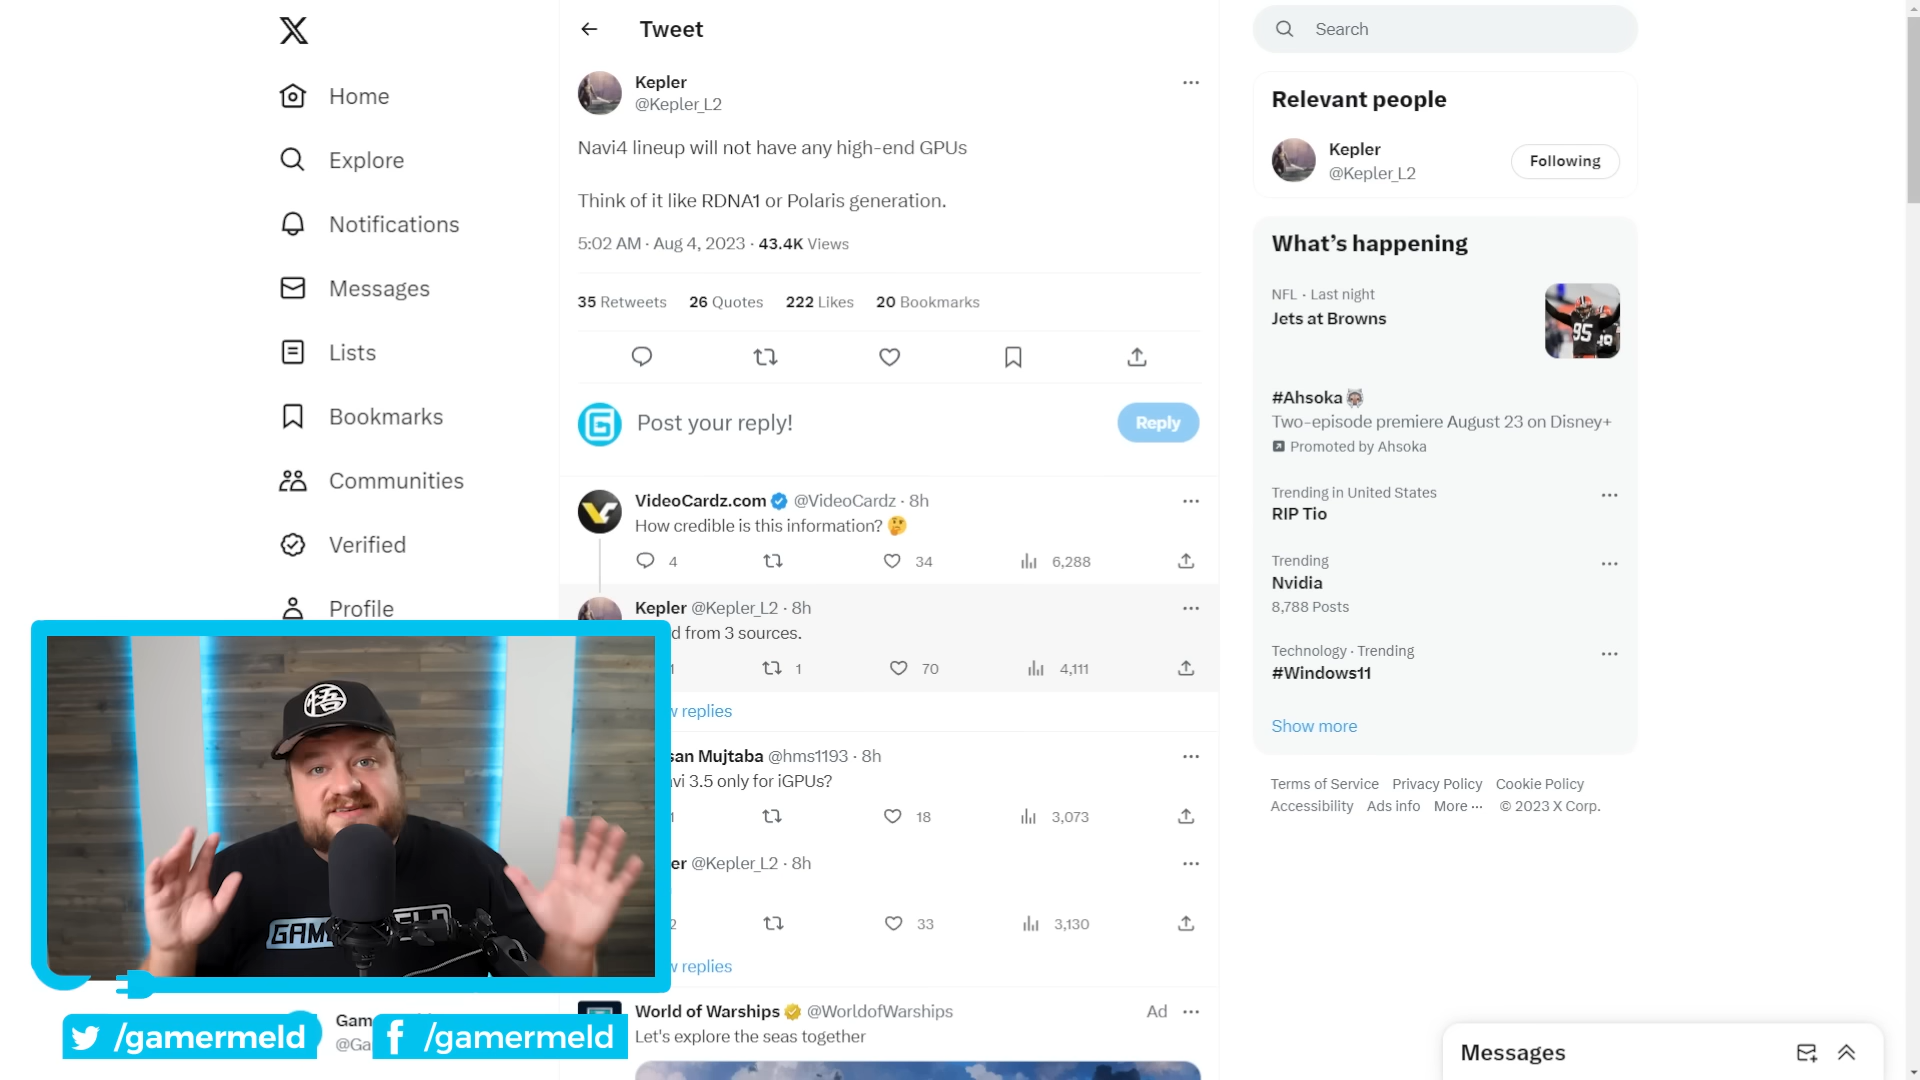 Home
Explore
Notifications
Messages
Lists
Bookmarks
Communities
Verified
Profile
/gamermeld
/gamermeld
Tweet
Kepler
@Kepler_L2
Navi4 lineup will not have any high-end GPUs
Think of it like RDNA1 or Polaris generation.
5:02 AM · Aug 4, 2023 · 43.4K Views
35 Retweets 26 Quotes 222 Likes 20 Bookmarks
Post your reply!
Reply
VideoCardz.com @VideoCardz · 8h
How credible is this information? 🤔
4 34 6,288
Kepler @Kepler_L2 · 8h
from 3 sources.
1 70 4,111
replies
Mujtaba @hms1193 · 8h
3.5 only for iGPUs?
18 3,073
@Kepler_L2 · 8h
33 3,130
replies
World of Warships @WorldofWarships Ad
Let's explore the seas together
Search
Relevant people
Kepler
@Kepler_L2
Following
What's happening
NFL · Last night
Jets at Browns
#Ahsoka
Two-episode premiere August 23 on Disney+
Promoted by Ahsoka
Trending in United States
RIP Tio
Trending
Nvidia
8,788 Posts
Technology · Trending
#Windows11
Show more
Terms of Service Privacy Policy Cookie Policy
Accessibility Ads info More ··· © 2023 X Corp.
Messages